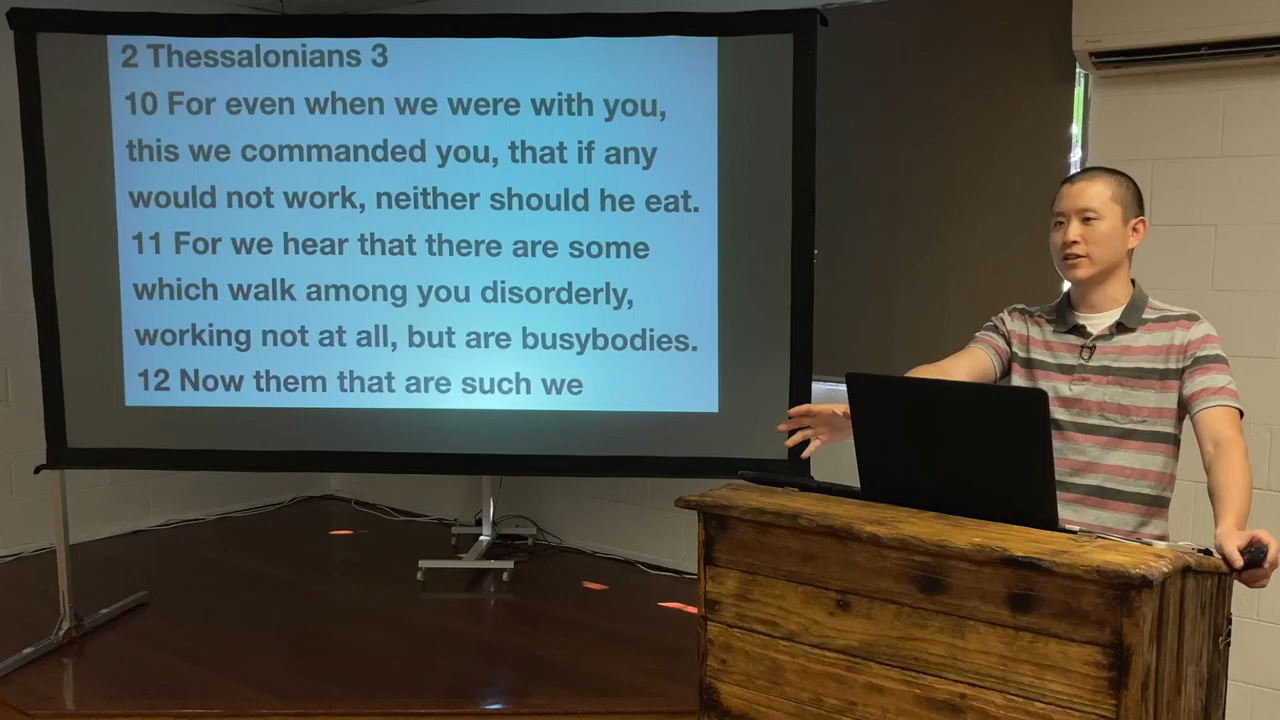 2 Thessalonians 3
10 For even when we were with you,
this we commanded you, that if any
would not work, neither should he eat.
11 For we hear that there are some
which walk among you disorderly,
working not at all, but are busybodies.
12 Now them that are such we